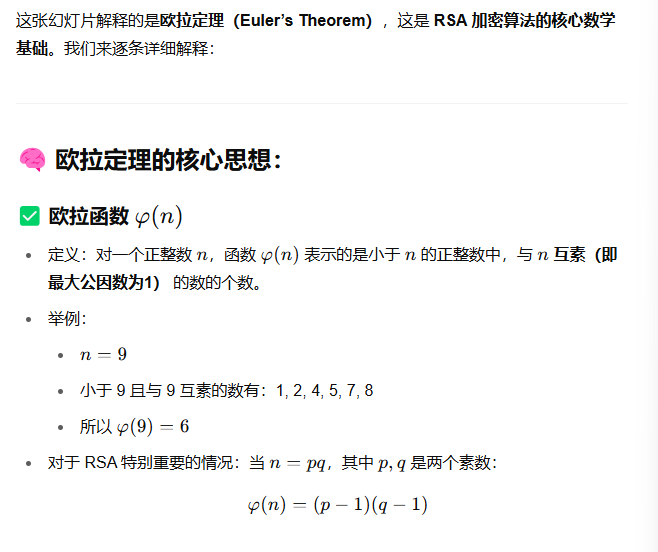 这张幻灯片解释的是欧拉定理（Euler's Theorem），这是 RSA 加密算法的核心数学
基础。我们来逐条详细解释：
🧠 欧拉定理的核心思想：
✅ 欧拉函数 φ(n)
• 定义：对一个正整数 n，函数 φ(n) 表示的是小于 n 的正整数中，与 n 互素（即
最大公因数为1） 的数的个数。
• 举例：
• n = 9
• 小于 9 且与 9 互素的数有：1, 2, 4, 5, 7, 8
• 所以 φ(9) = 6
• 对于 RSA 特别重要的情况：当 n = pq，其中 p, q 是两个素数：
φ(n) = (p − 1)(q − 1)